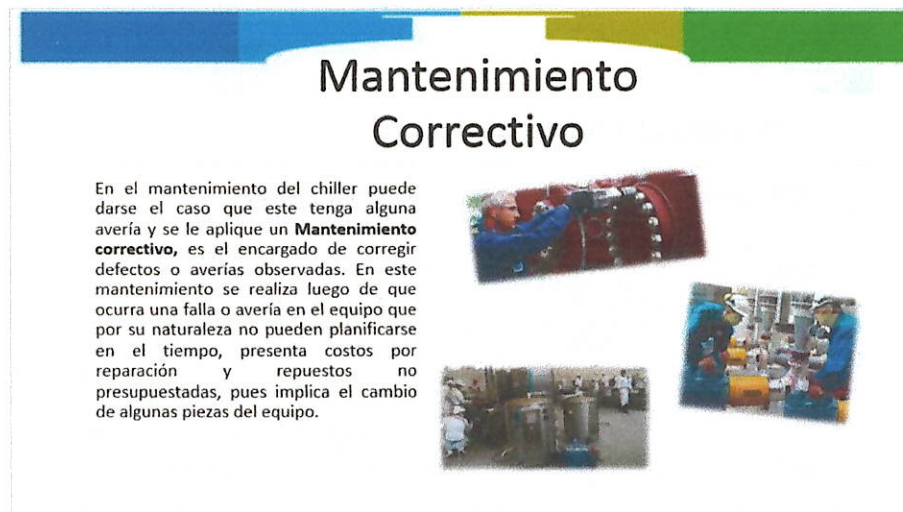 Mantenimiento
Correctivo
En el mantenimiento del chiller puede
darse el caso que este tenga alguna
avería y se le aplique un Mantenimiento
correctivo, es el encargado de corregir
defectos o averías observadas. En este
mantenimiento se realiza luego de que
ocurra una falla o avería en el equipo que
por su naturaleza no pueden planificarse
en el tiempo, presenta costos por
reparación y repuestos no
presupuestadas, pues implica el cambio
de algunas piezas del equipo.